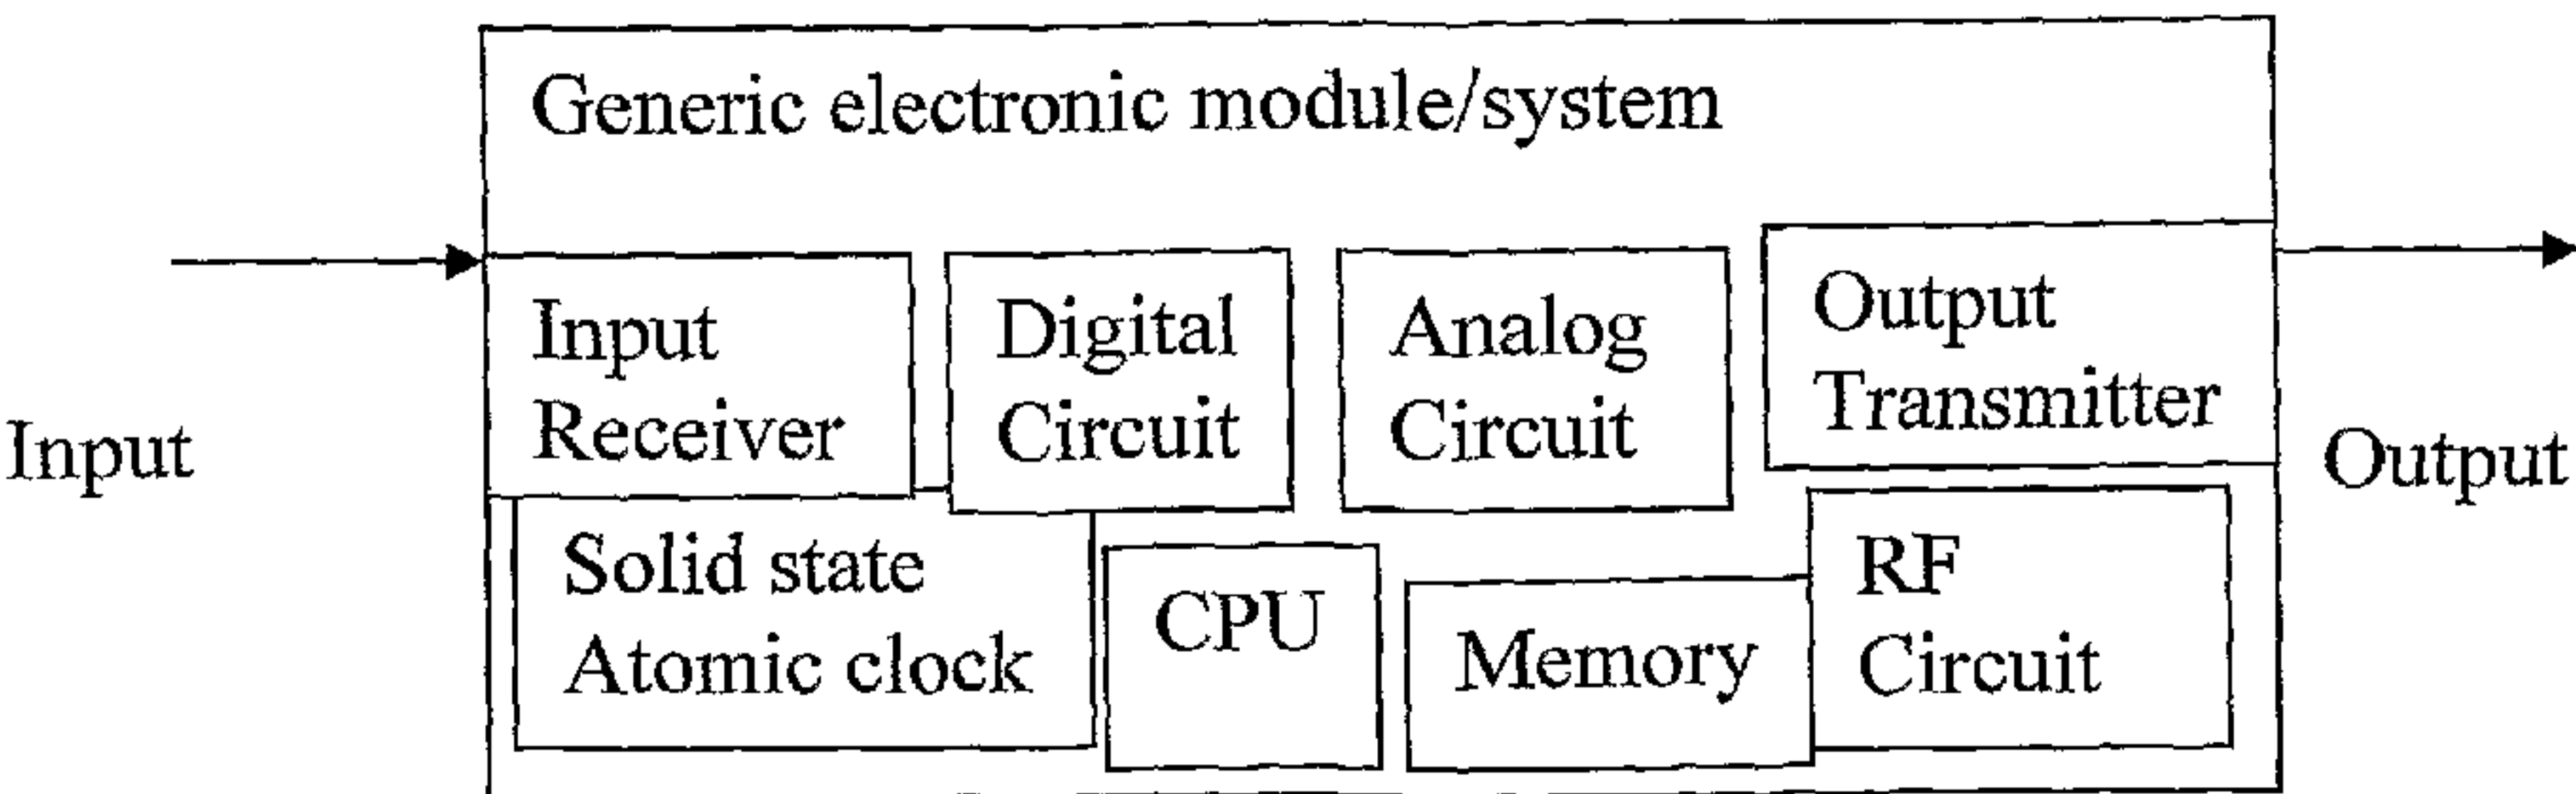 Generic electronic module/system
Input
Input
Receiver
Digital
Circuit
Analog
Circuit
Output
Transmitter
Output
Solid state
Atomic clock
CPU
Memory
RF
Circuit